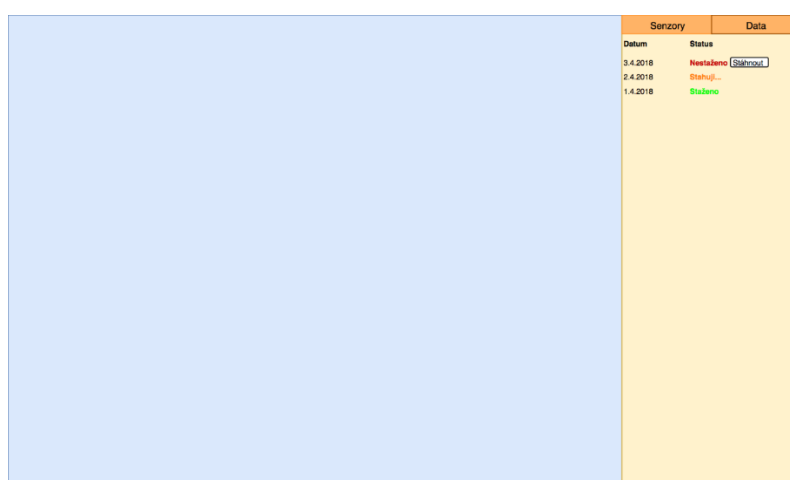 Senzory Data
Datum Status
3.4.2018 Nestaženo Stáhnout
2.4.2018 Stahuji...
1.4.2018 Staženo